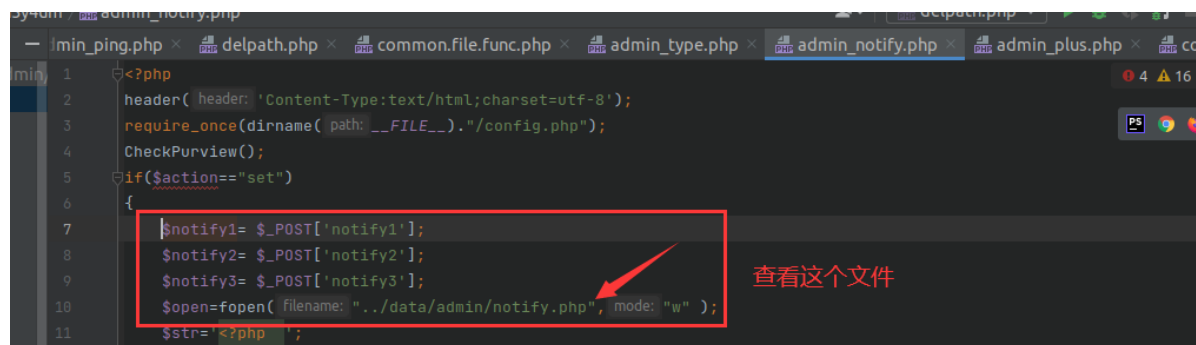 admin_notify.php
delpath.php
min_ping.php × delpath.php × common.file.func.php × admin_type.php × admin_notify.php × admin_plus.php ×
1 <?php 4 16
2 header( header: 'Content-Type:text/html;charset=utf-8');
3 require_once(dirname( path: __FILE__)."/config.php");
4 CheckPurview();
5 if($action=="set")
6 {
7 $notify1= $_POST['notify1'];
8 $notify2= $_POST['notify2'];
9 $notify3= $_POST['notify3'];
查看这个文件
10 $open=fopen( filename: "../data/admin/notify.php", mode: "w" );
11 $str='<?php ';